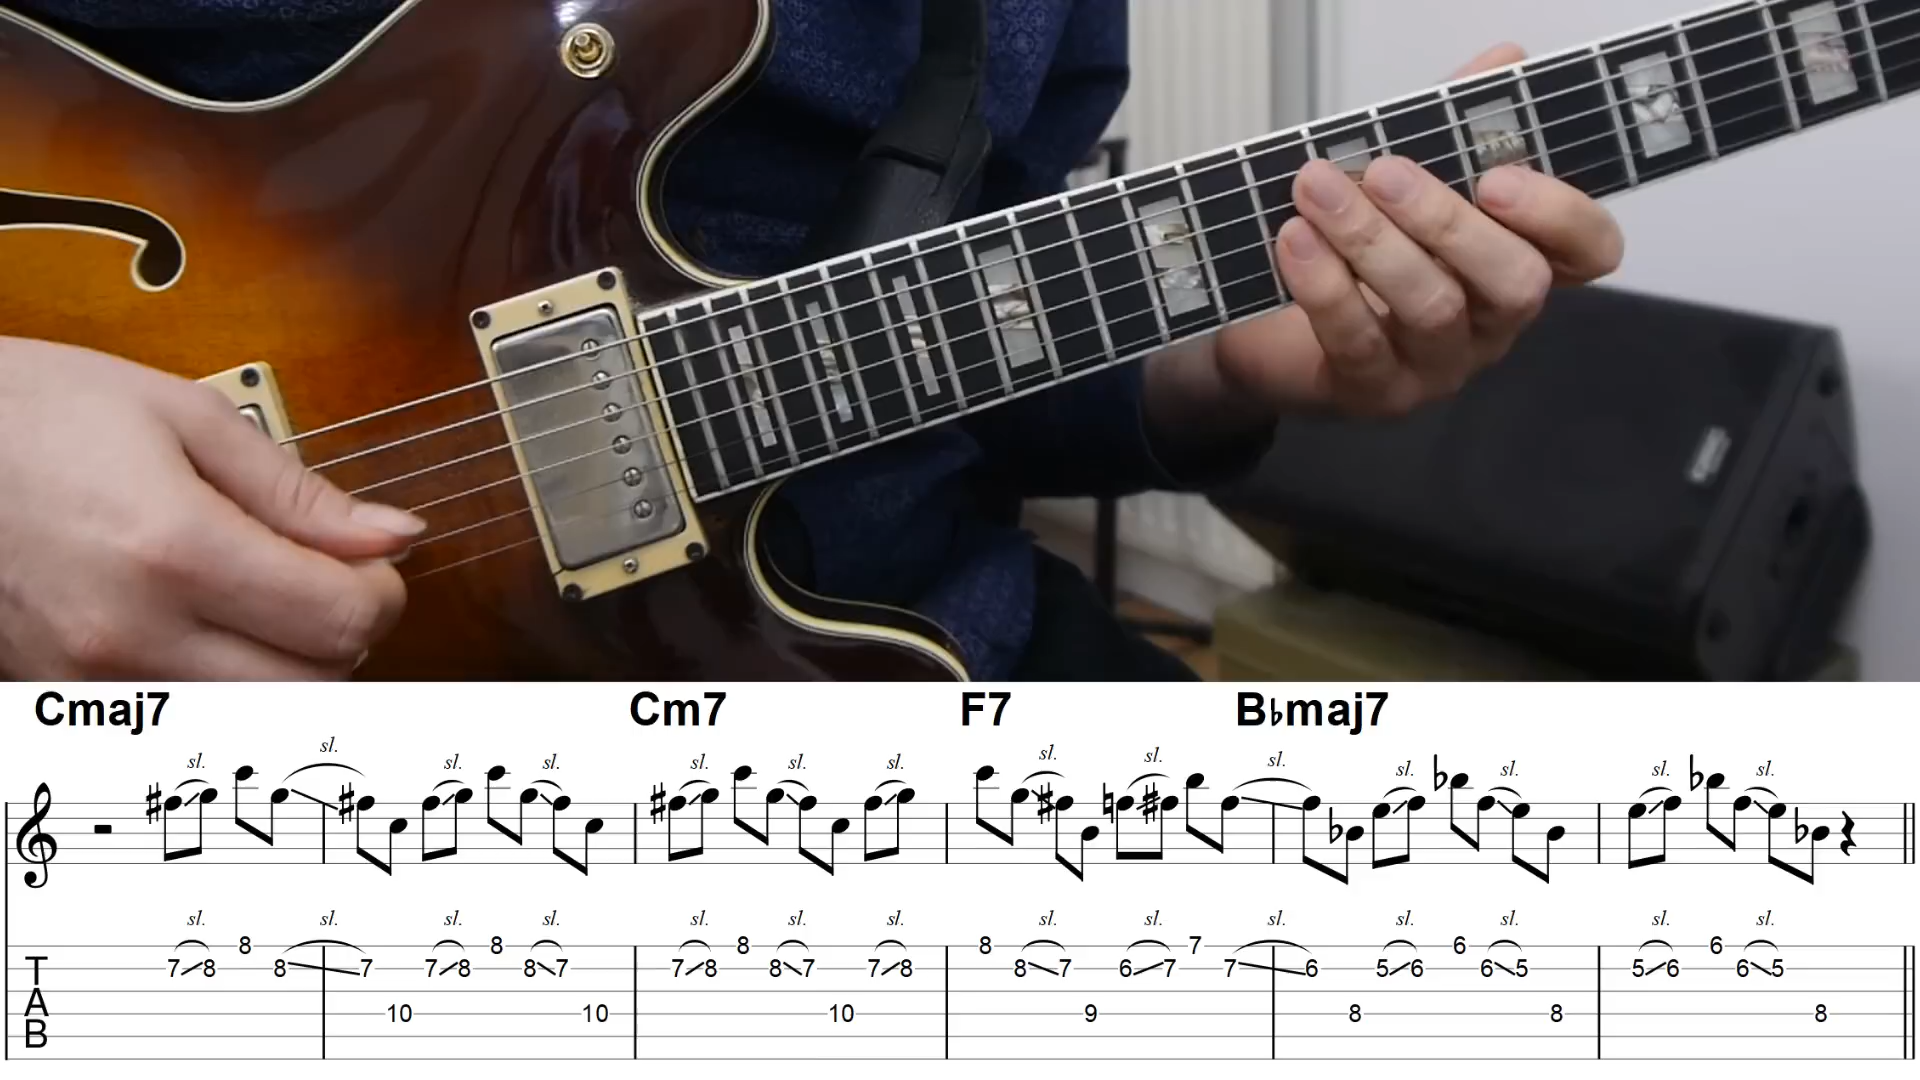 Cmaj7 Cm7 F7 B♭maj7
sl. sl. sl. sl. sl. sl. sl. sl. sl. sl. sl. sl. sl. sl.
sl. sl. sl. sl. sl. sl. sl. sl. sl. sl. sl. sl. sl. sl.
8 8 8 8 7 6 6
T 7 8 8 7 7 8 8 7 7 8 8 7 7 8 8 7 6 7 7 6 5 6 6 5 5 6 6 5
A 10 10 10 9 8 8 8
B